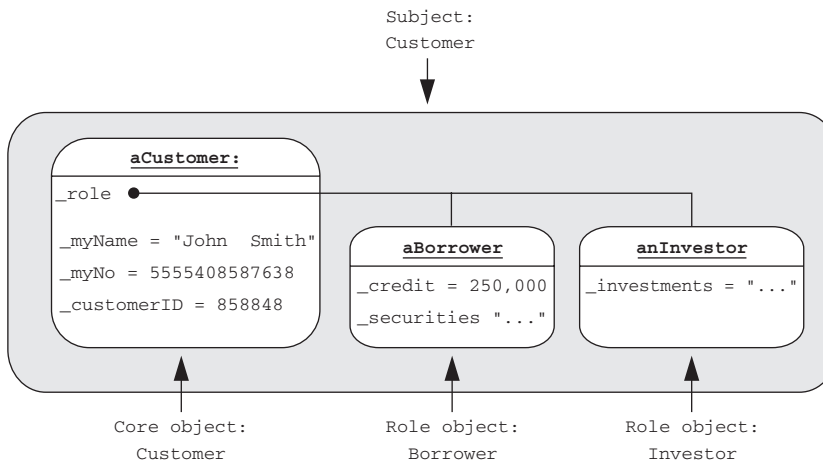 Subject:
Customer
aCustomer:
_role
_myName = "John Smith"
_myNo = 5555408587638
_customerID = 858848
aBorrower
_credit = 250,000
_securities "..."
anInvestor
_investments = "..."
Core object:
Customer
Role object:
Borrower
Role object:
Investor